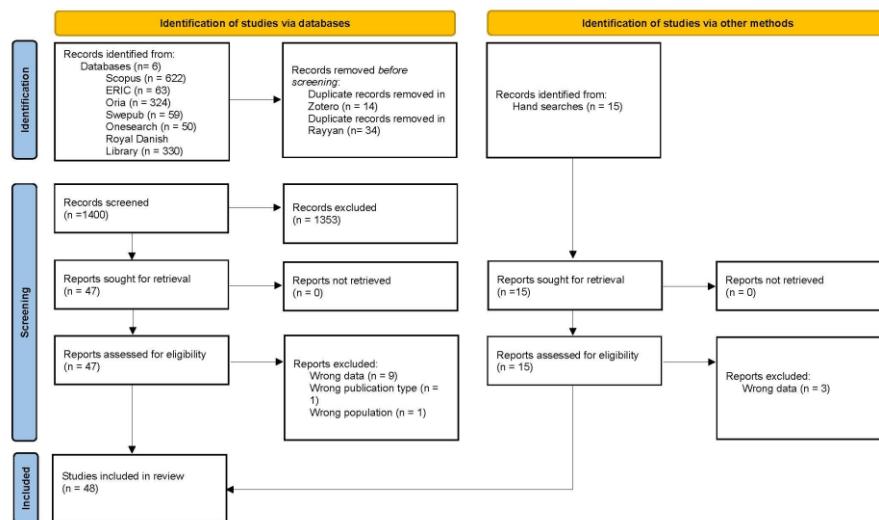 Identification of studies via databases
Identification of studies via other methods
Identification
Records identified from:
Databases (n= 6)
Scopus (n = 622)
ERIC (n = 63)
Oria (n = 324)
Swepub (n = 59)
Onesearch (n = 50)
Royal Danish
Library (n = 330)
Records removed before
screening:
Duplicate records removed in
Zotero (n = 14)
Duplicate records removed in
Rayyan (n= 34)
Records identified from:
Hand searches (n = 15)
Screening
Records screened
(n =1400)
Records excluded
(n = 1353)
Reports sought for retrieval
(n = 47)
Reports not retrieved
(n = 0)
Reports sought for retrieval
(n =15)
Reports not retrieved
(n = 0)
Reports assessed for eligibility
(n = 47)
Reports excluded:
Wrong data (n = 9)
Wrong publication type (n =
1)
Wrong population (n = 1)
Reports assessed for eligibility
(n = 15)
Reports excluded:
Wrong data (n = 3)
Included
Studies included in review
(n = 48)